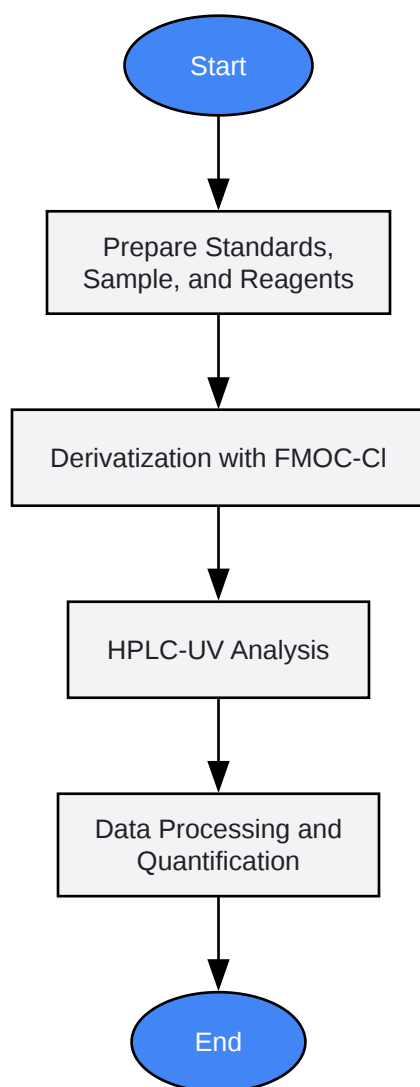 Start
Prepare Standards,
Sample, and Reagents
Derivatization with FMOC-Cl
HPLC-UV Analysis
Data Processing and
Quantification
End